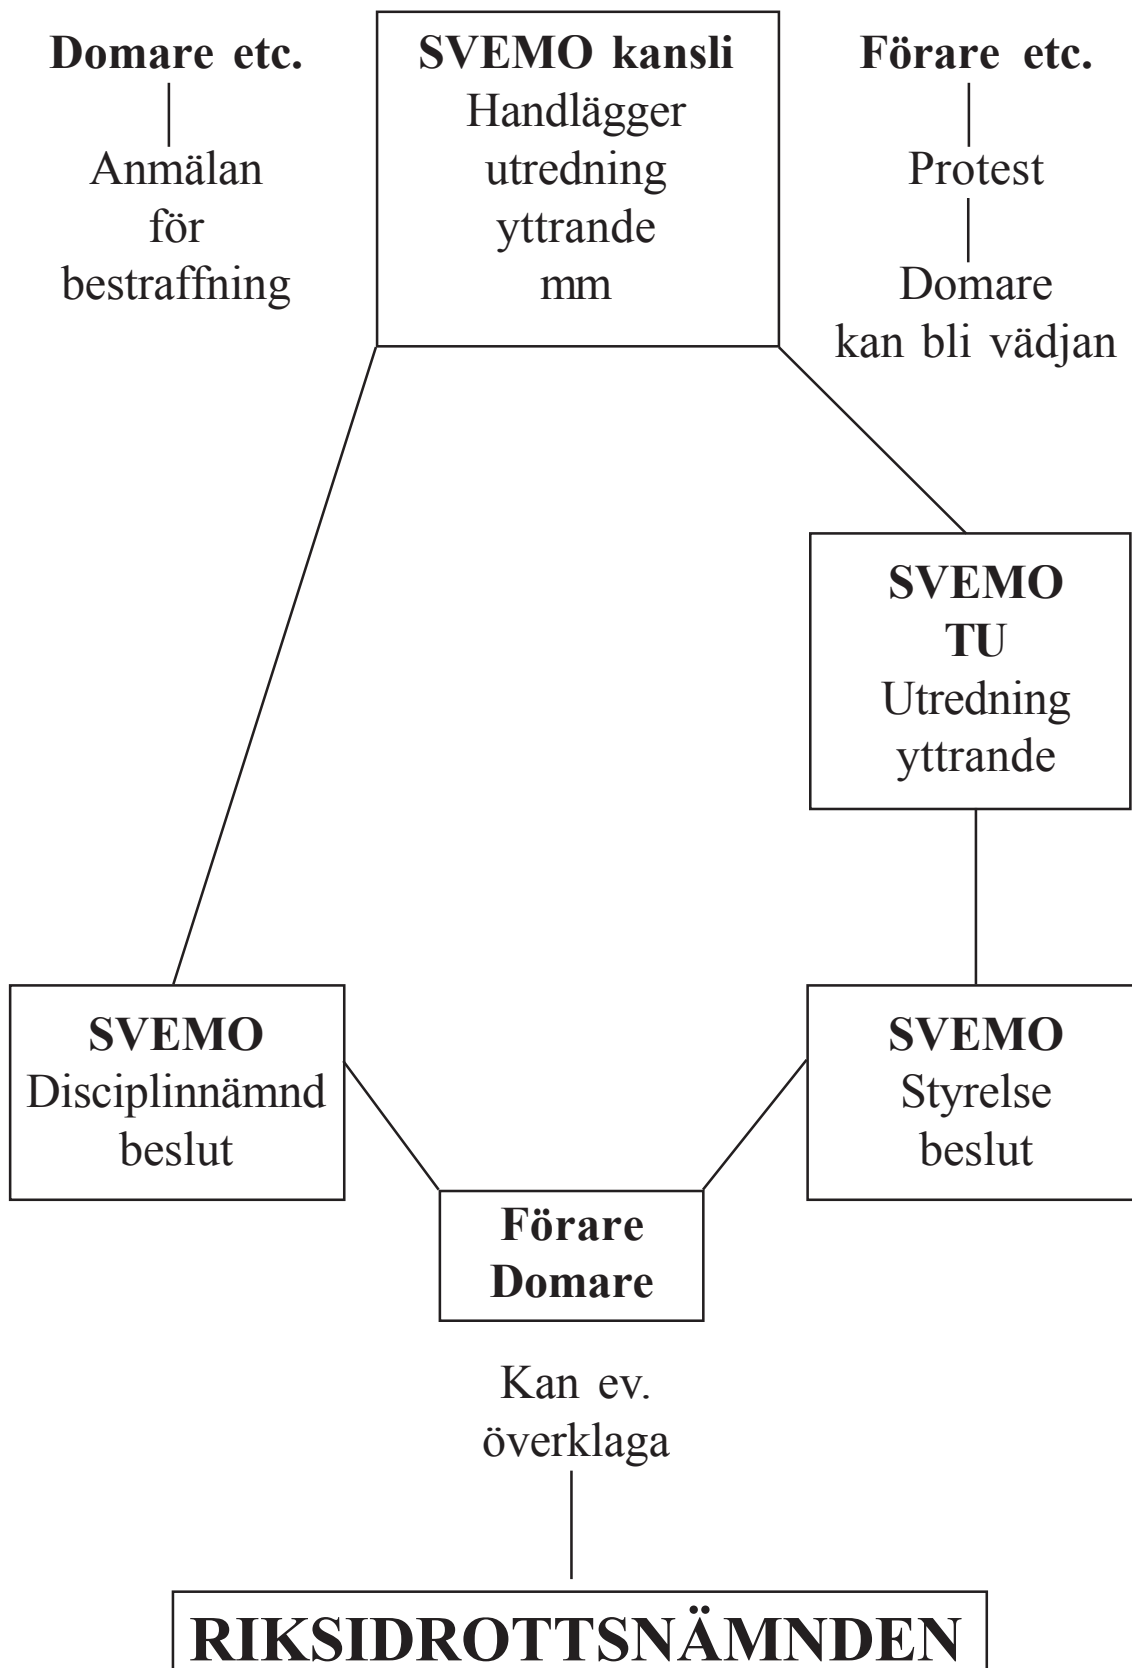 Domare etc.
Anmälan
för
bestraffning
SVEMO kansli
Handlägger
utredning
yttrande
mm
Förare etc.
Protest
Domare
kan bli vädjan
SVEMO
TU
Utredning
yttrande
SVEMO
Disciplinnämnd
beslut
SVEMO
Styrelse
beslut
Förare
Domare
Kan ev.
överklaga
RIKSIDROTTSNÄMNDEN